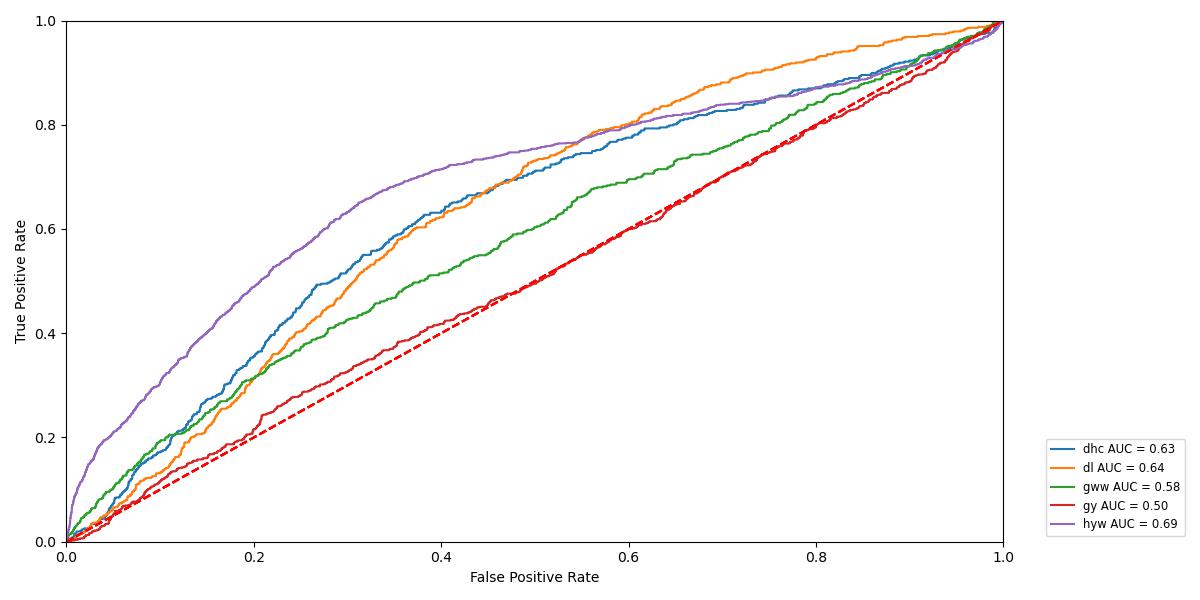 1.0
0.8
0.6
0.4
0.2
0.0
True Positive Rate
0.0 0.2 0.4 0.6 0.8 1.0
False Positive Rate
dhc AUC = 0.63
dl AUC = 0.64
gww AUC = 0.58
gy AUC = 0.50
hyw AUC = 0.69